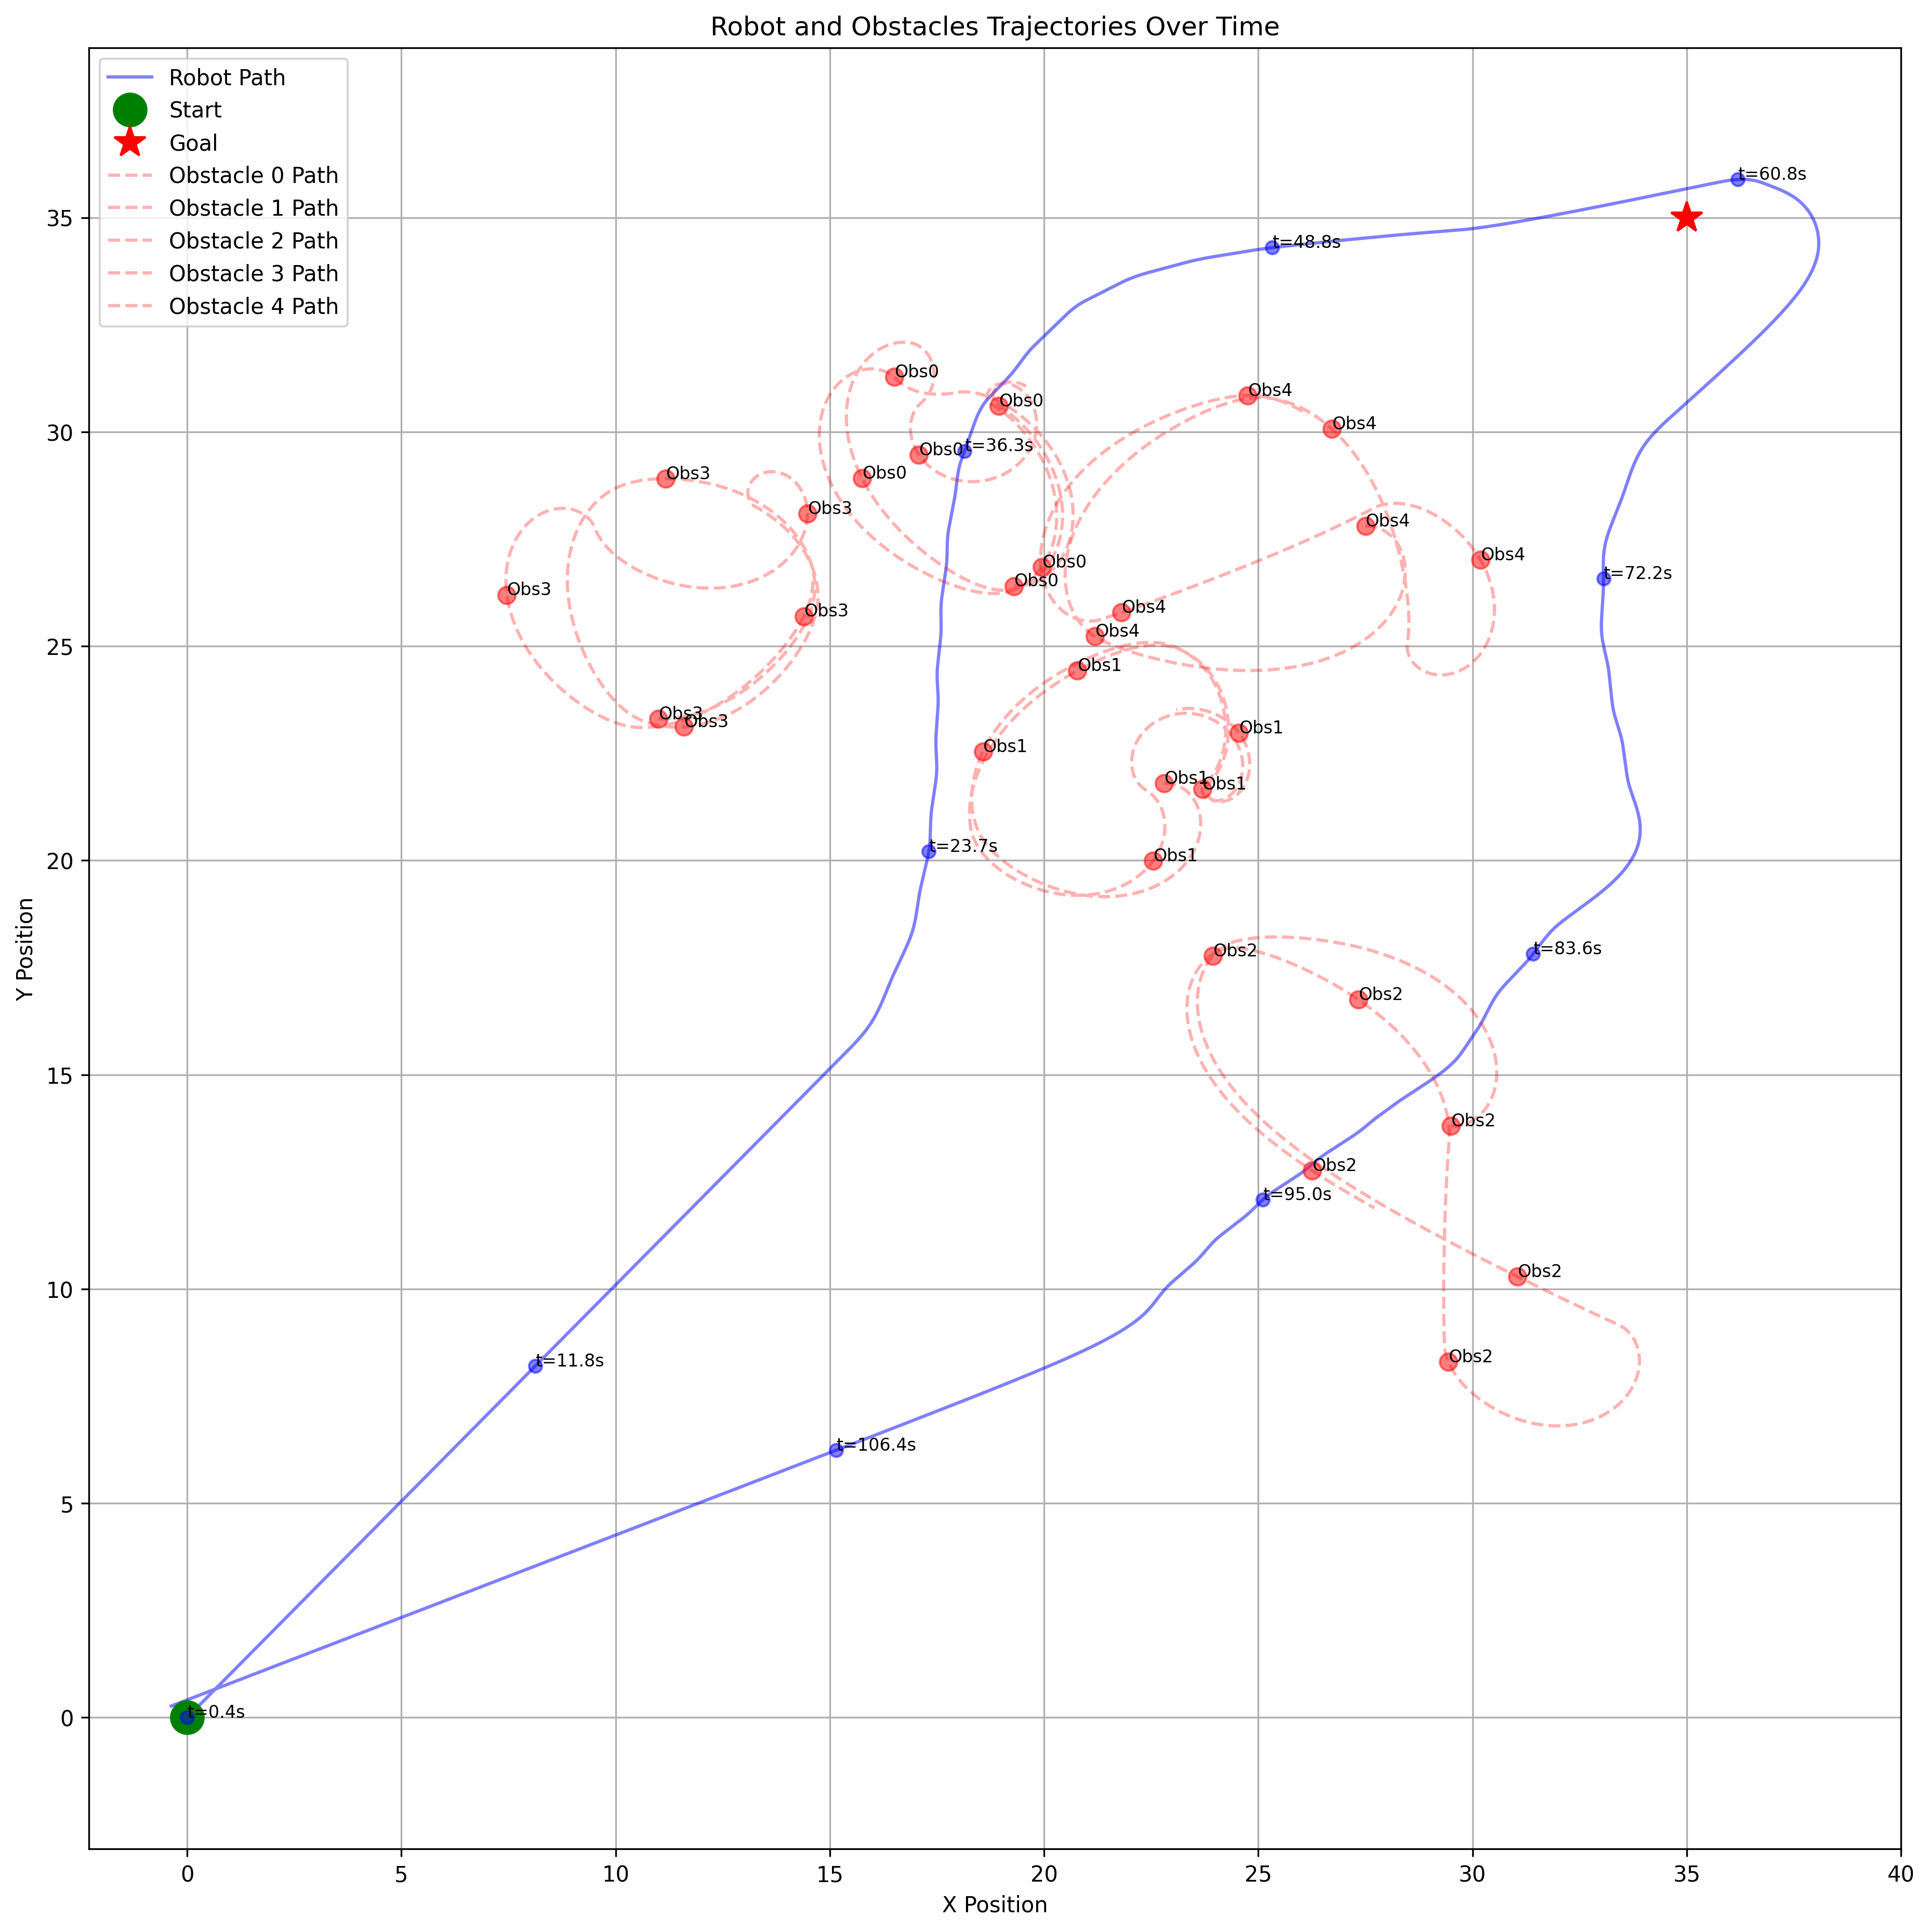 Robot and Obstacles Trajectories Over Time
Robot Path
Start
Goal
Obstacle 0 Path
Obstacle 1 Path
Obstacle 2 Path
Obstacle 3 Path
Obstacle 4 Path
t=60.8s
35
t=48.8s
Obs0
Obs4
Obs0
Obs4
30
Obs0
t=36.3s
Obs3
Obs0
Obs3
Obs4
Obs4
Obs0
t=72.2s
Obs0
Obs3
Obs4
Obs3
Obs4
25
Obs1
Obs3
Obs3
Obs1
Obs1
Obs1
Obs1
t=23.7s
20
Obs1
Y Position
Obs2
t=83.6s
Obs2
15
Obs2
Obs2
t=95.0s
Obs2
10
t=11.8s
Obs2
t=106.4s
5
0
t=0.4s
0
5
10
15
20
25
30
35
40
X Position